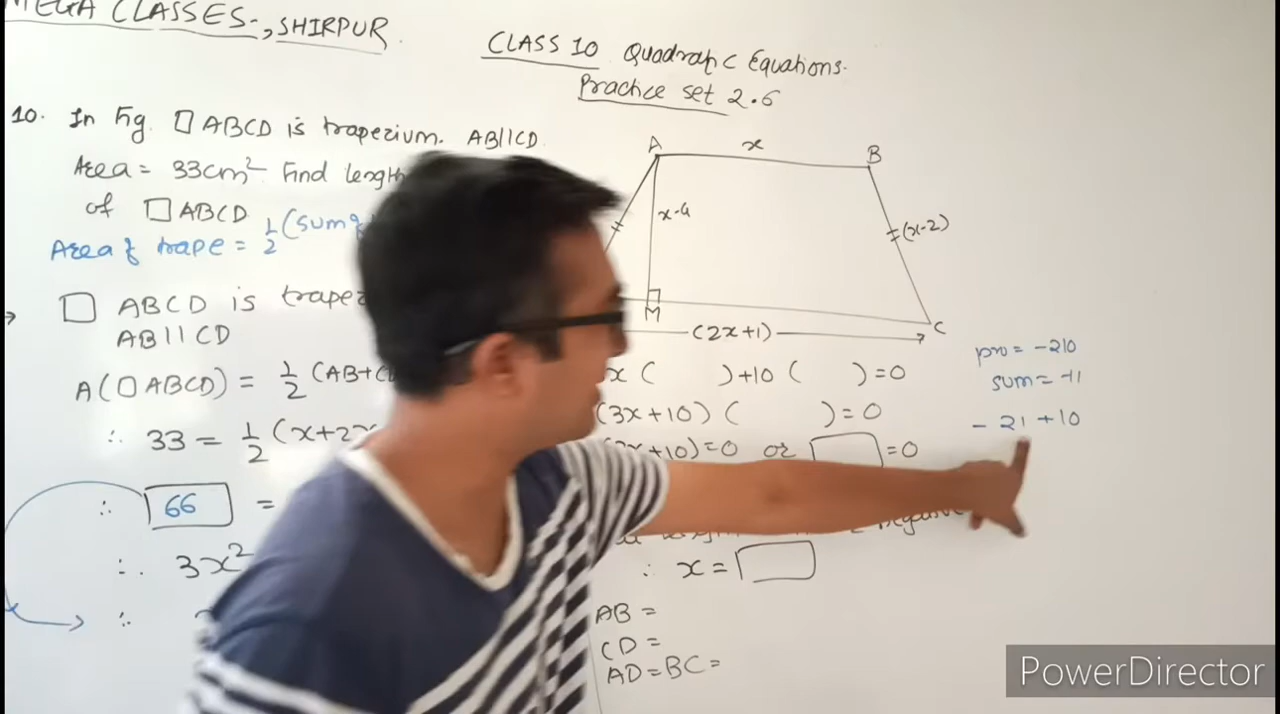 MEGA CLASSES-, SHIRPUR.
CLASS 10 Quadratic Equations.
Practice set 2.6
10. In Fig. □ABCD is trapezium. AB||CD.
Area = 33cm² Find length
of □ABCD
Area of trape = 1/2 (sum of
→ □ ABCD is trape
AB||CD
A(□ABCD) = 1/2 (AB+C
∴ 33 = 1/2 (x+2x
∴ 66 =
∴ 3x²
∴
A x B
x-4
(x-2)
M
C
(2x+1)
pro = -210
sum = -11
- 21 +10
x ( ) +10 ( ) = 0
(3x+10) ( ) = 0
x+10) = 0 or □ = 0
negative
∴ x = □
AB =
CD =
AD = BC =
PowerDirector